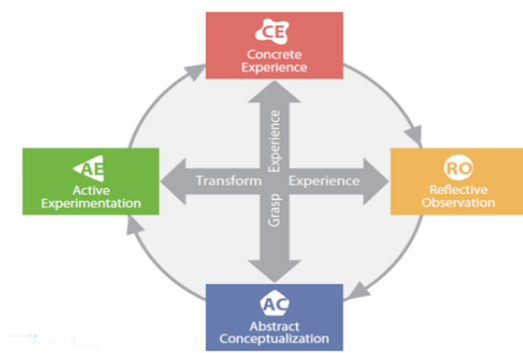 CE
Concrete
Experience
AE
Active
Experimentation
Transform Experience
Grasp Experience
RO
Reflective
Observation
AC
Abstract
Conceptualization